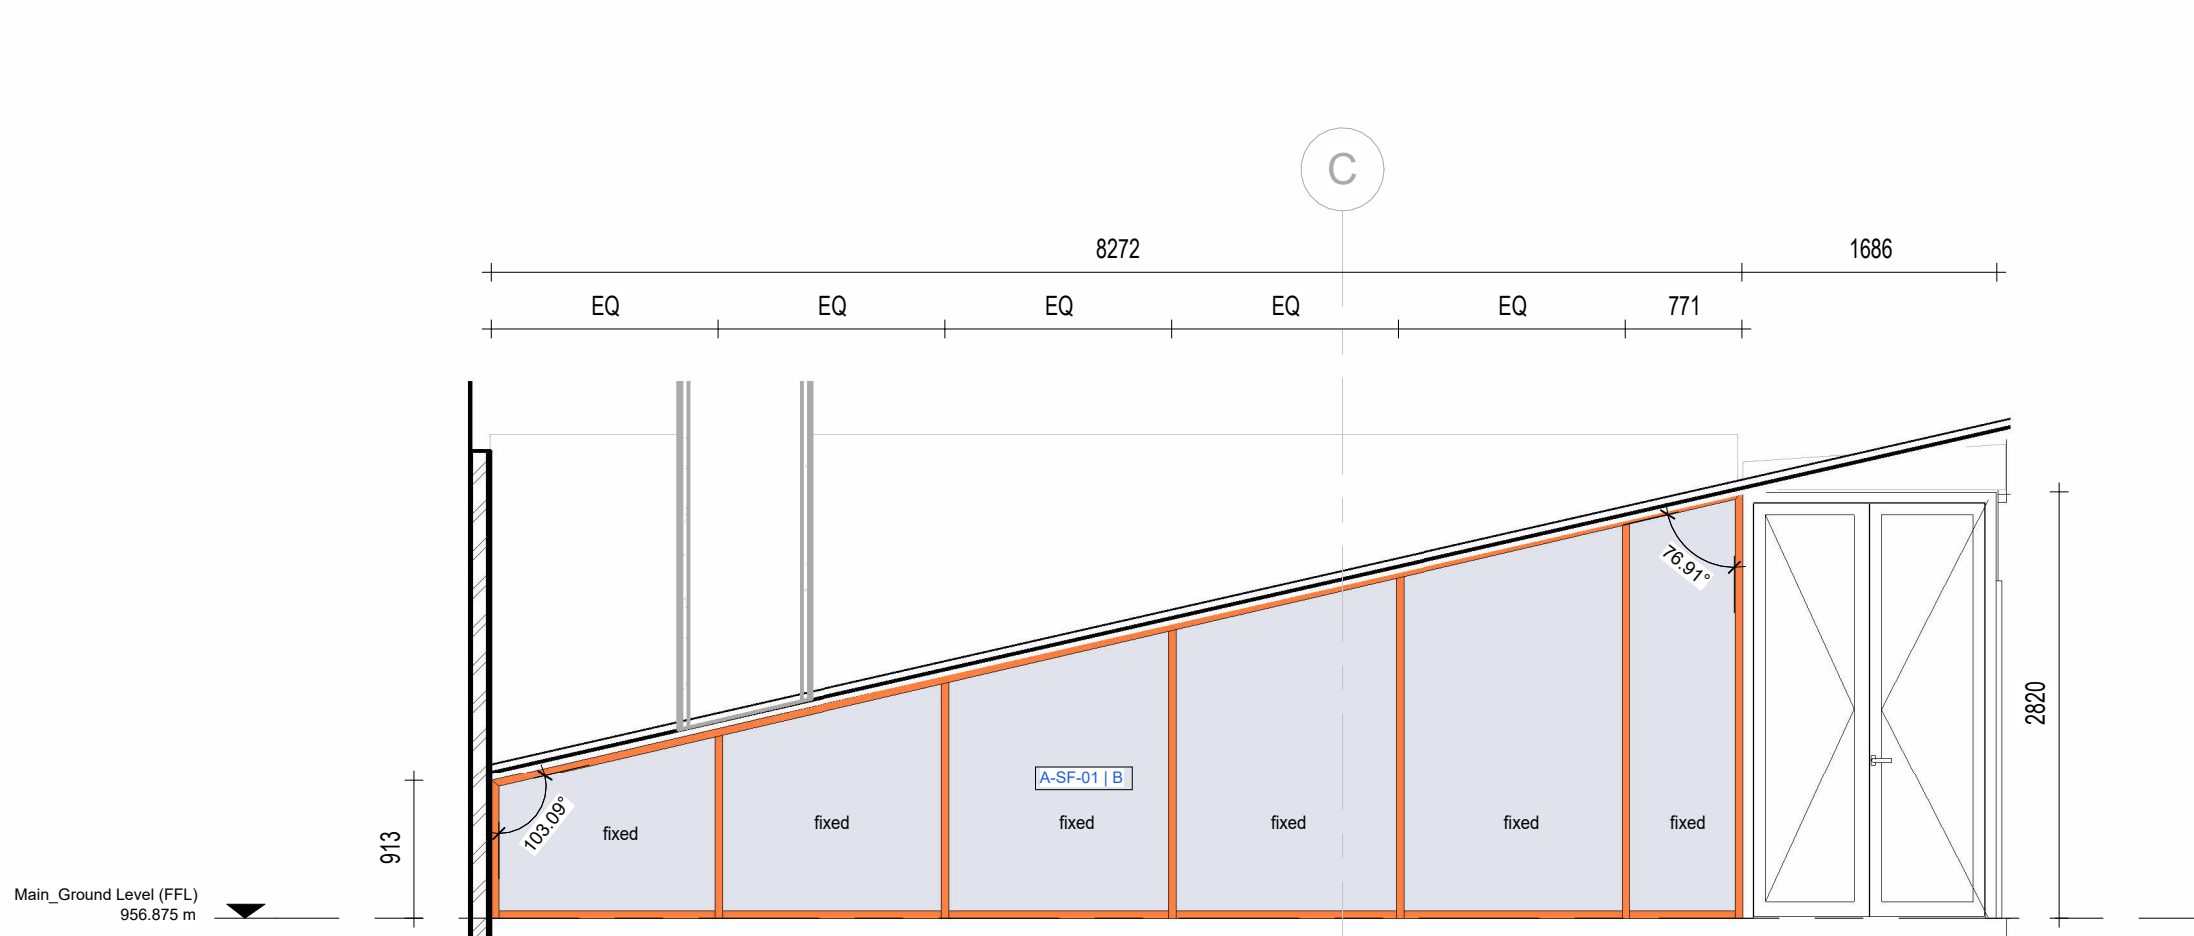 C
8272
1686
EQ
EQ
EQ
EQ
EQ
771
76.91°
2820
A-SF-01 | B
103.09°
913
fixed
fixed
fixed
fixed
fixed
fixed
Main_Ground Level (FFL)
956.875 m